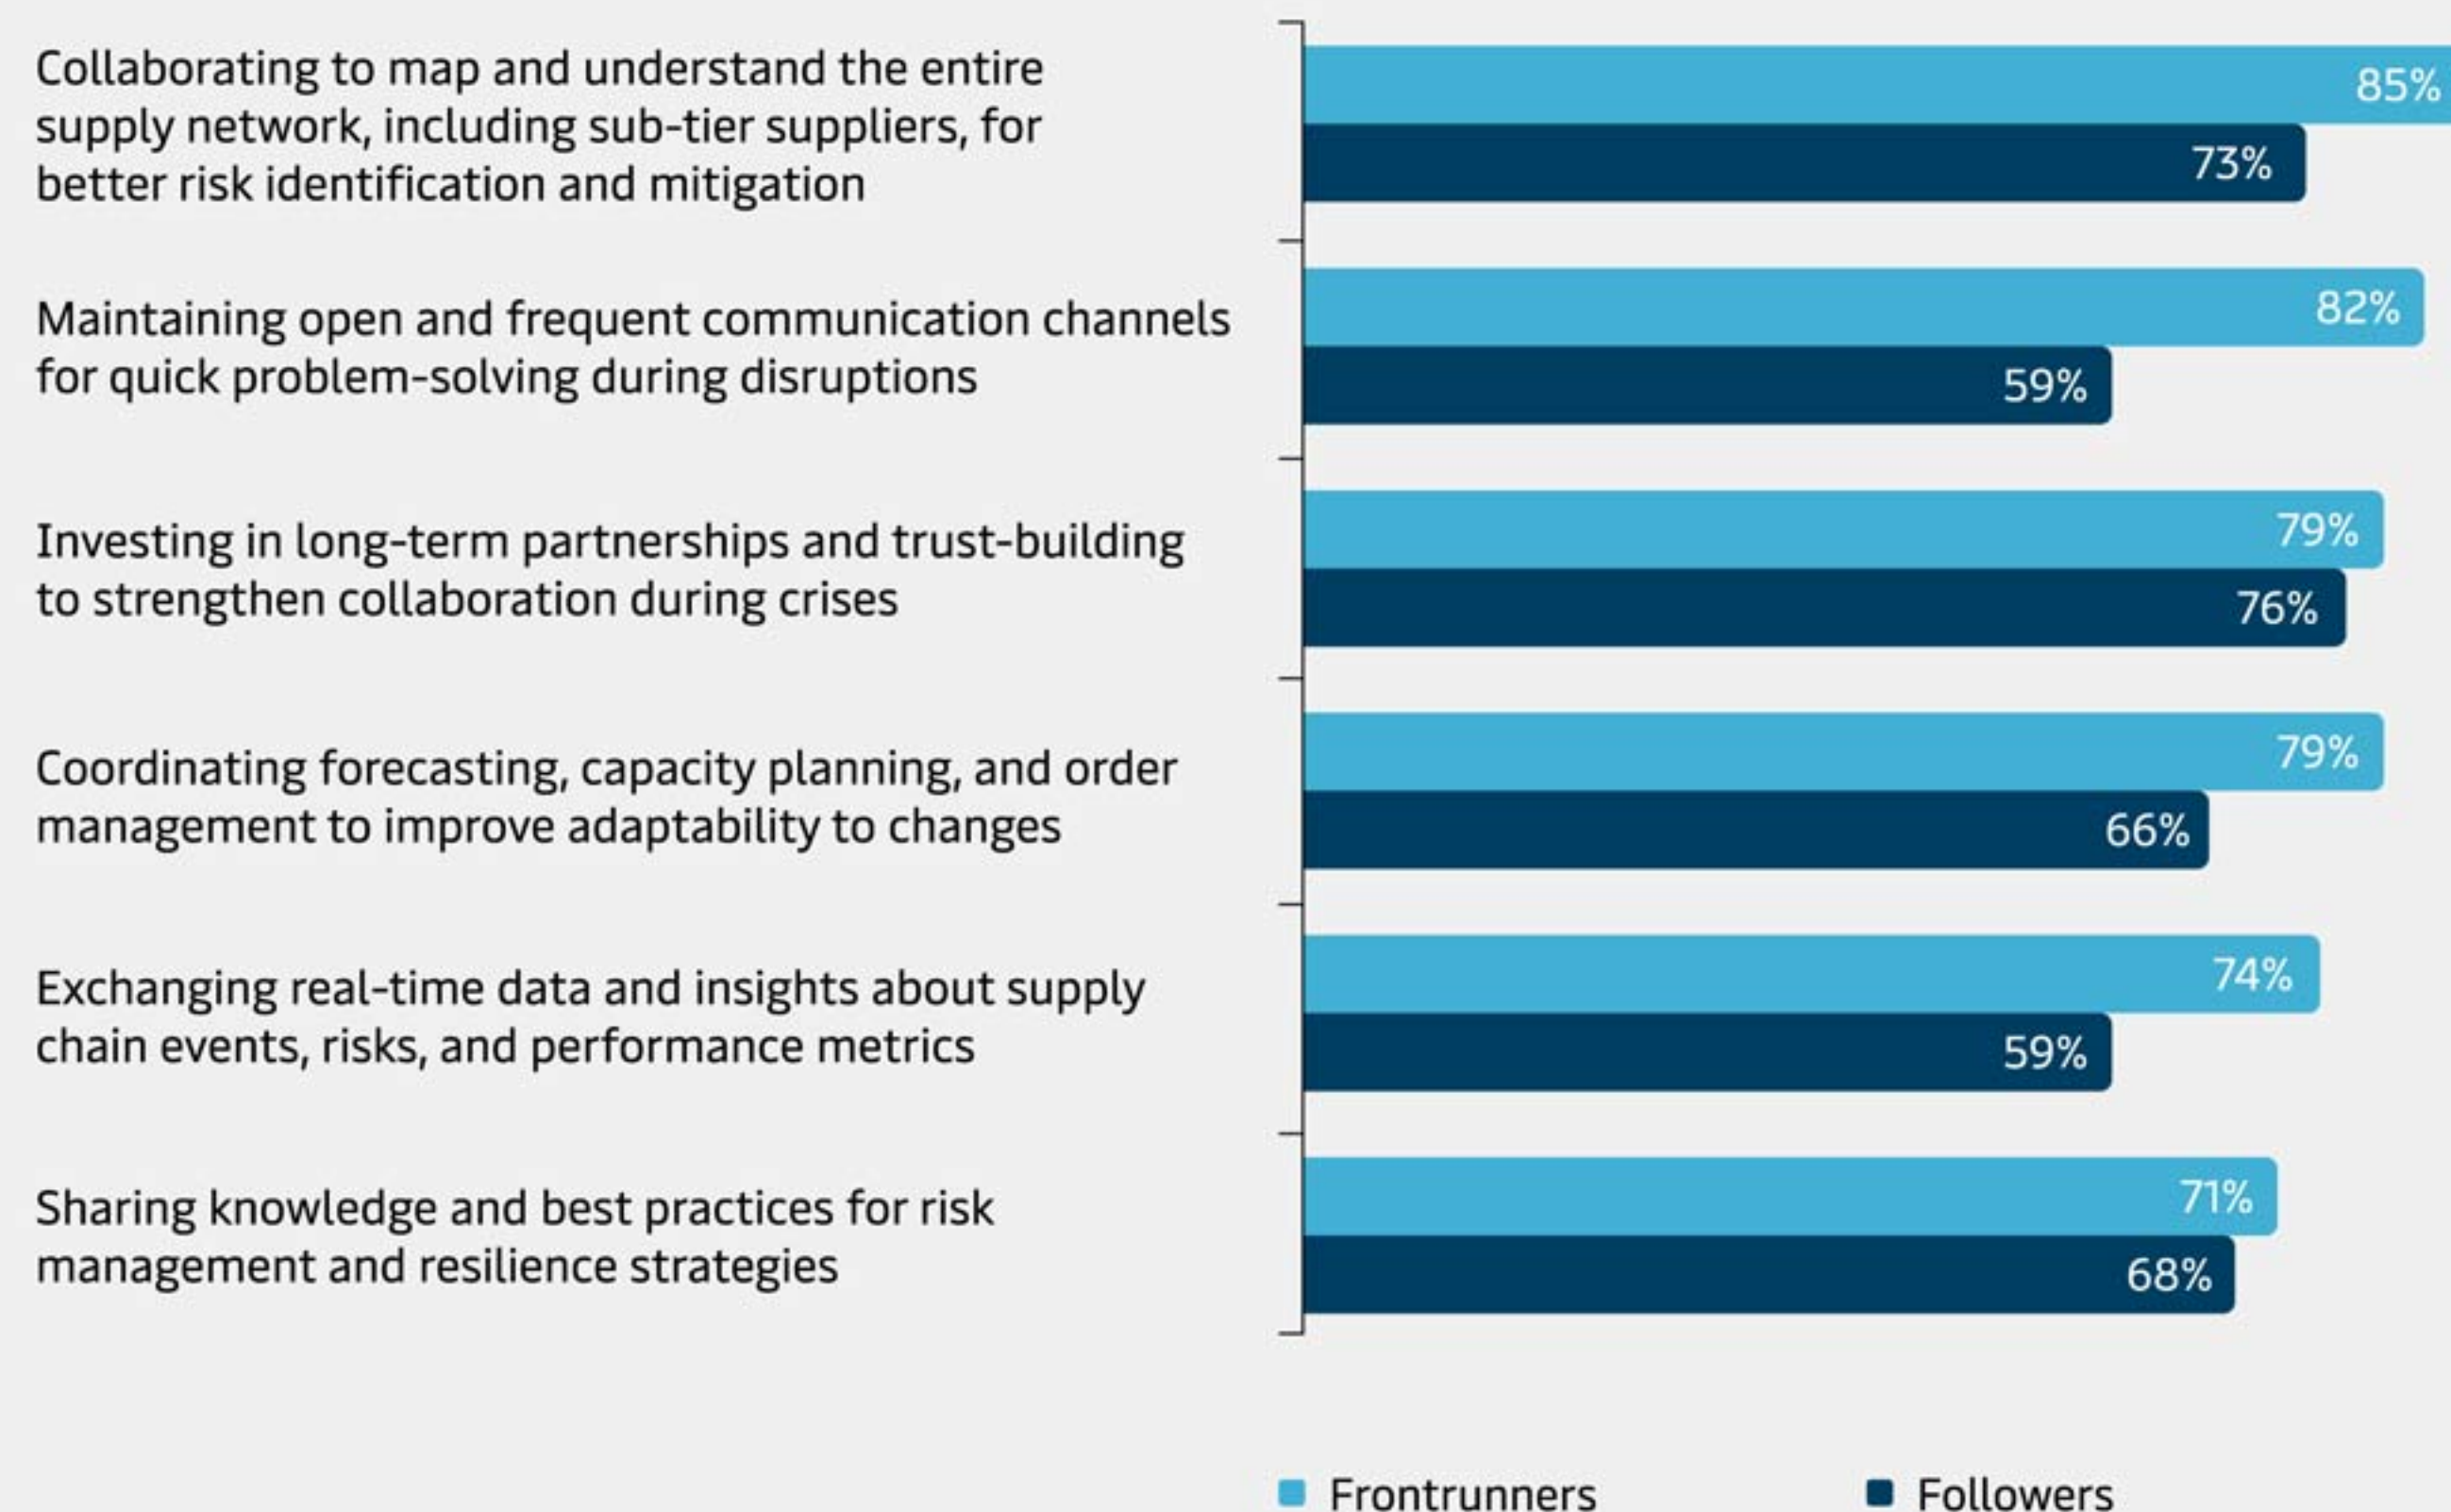 Collaborating to map and understand the entire
supply network, including sub-tier suppliers, for
better risk identification and mitigation
85%
73%
Maintaining open and frequent communication channels
for quick problem-solving during disruptions
82%
59%
Investing in long-term partnerships and trust-building
to strengthen collaboration during crises
79%
76%
Coordinating forecasting, capacity planning, and order
management to improve adaptability to changes
79%
66%
Exchanging real-time data and insights about supply
chain events, risks, and performance metrics
74%
59%
Sharing knowledge and best practices for risk
management and resilience strategies
71%
68%
Frontrunners
Followers